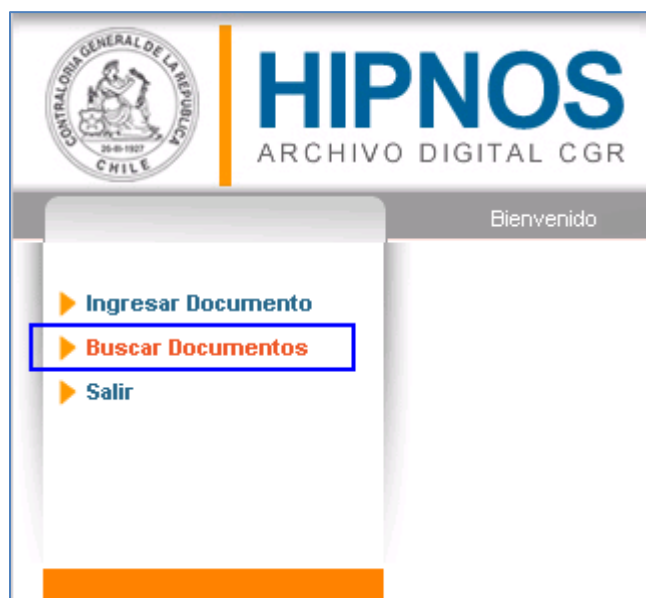 CONTRALORIA GENERAL DE LA REPUBLICA
26-III-1927
CHILE
HIPNOS
ARCHIVO DIGITAL CGR
Bienvenido
Ingresar Documento
Buscar Documentos
Salir